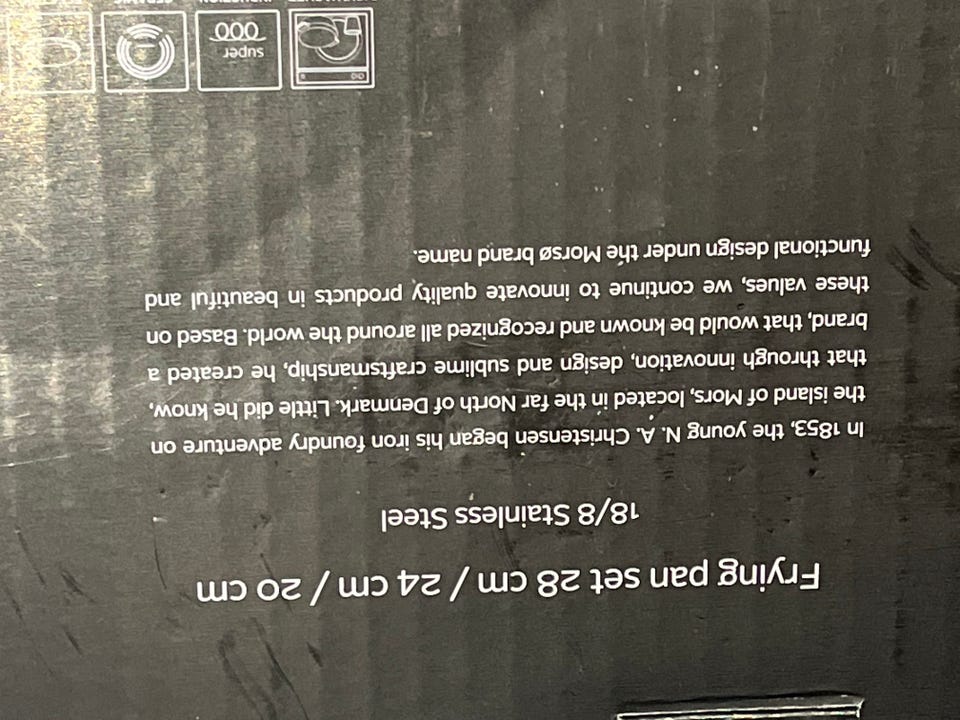 Frying pan set 28 cm / 24 cm / 20 cm
18/8 Stainless Steel
In 1853, the young N. A. Christensen began his iron foundry adventure on
the island of Mors, located in the far North of Denmark. Little did he know,
that through innovation, design and sublime craftsmanship, he created a
brand, that would be known and recognized all around the world. Based on
these values, we continue to innovate quality products in beautiful and
functional design under the Morsø brand name.
super